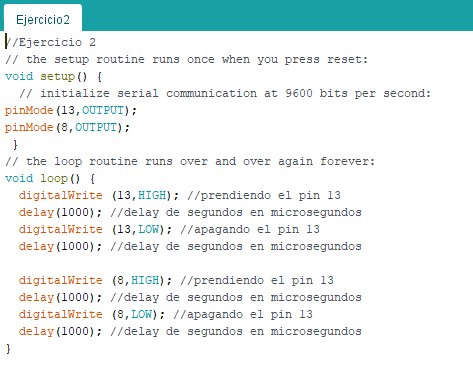 Ejercicio2
//Ejercicio 2
// the setup routine runs once when you press reset:
void setup() {
  // initialize serial communication at 9600 bits per second:
pinMode(13,OUTPUT);
pinMode(8,OUTPUT);
 }
// the loop routine runs over and over again forever:
void loop() {
  digitalWrite (13,HIGH); //prendiendo el pin 13
  delay(1000); //delay de segundos en microsegundos
  digitalWrite (13,LOW); //apagando el pin 13
  delay(1000); //delay de segundos en microsegundos

  digitalWrite (8,HIGH); //prendiendo el pin 13
  delay(1000); //delay de segundos en microsegundos
  digitalWrite (8,LOW); //apagando el pin 13
  delay(1000); //delay de segundos en microsegundos
}